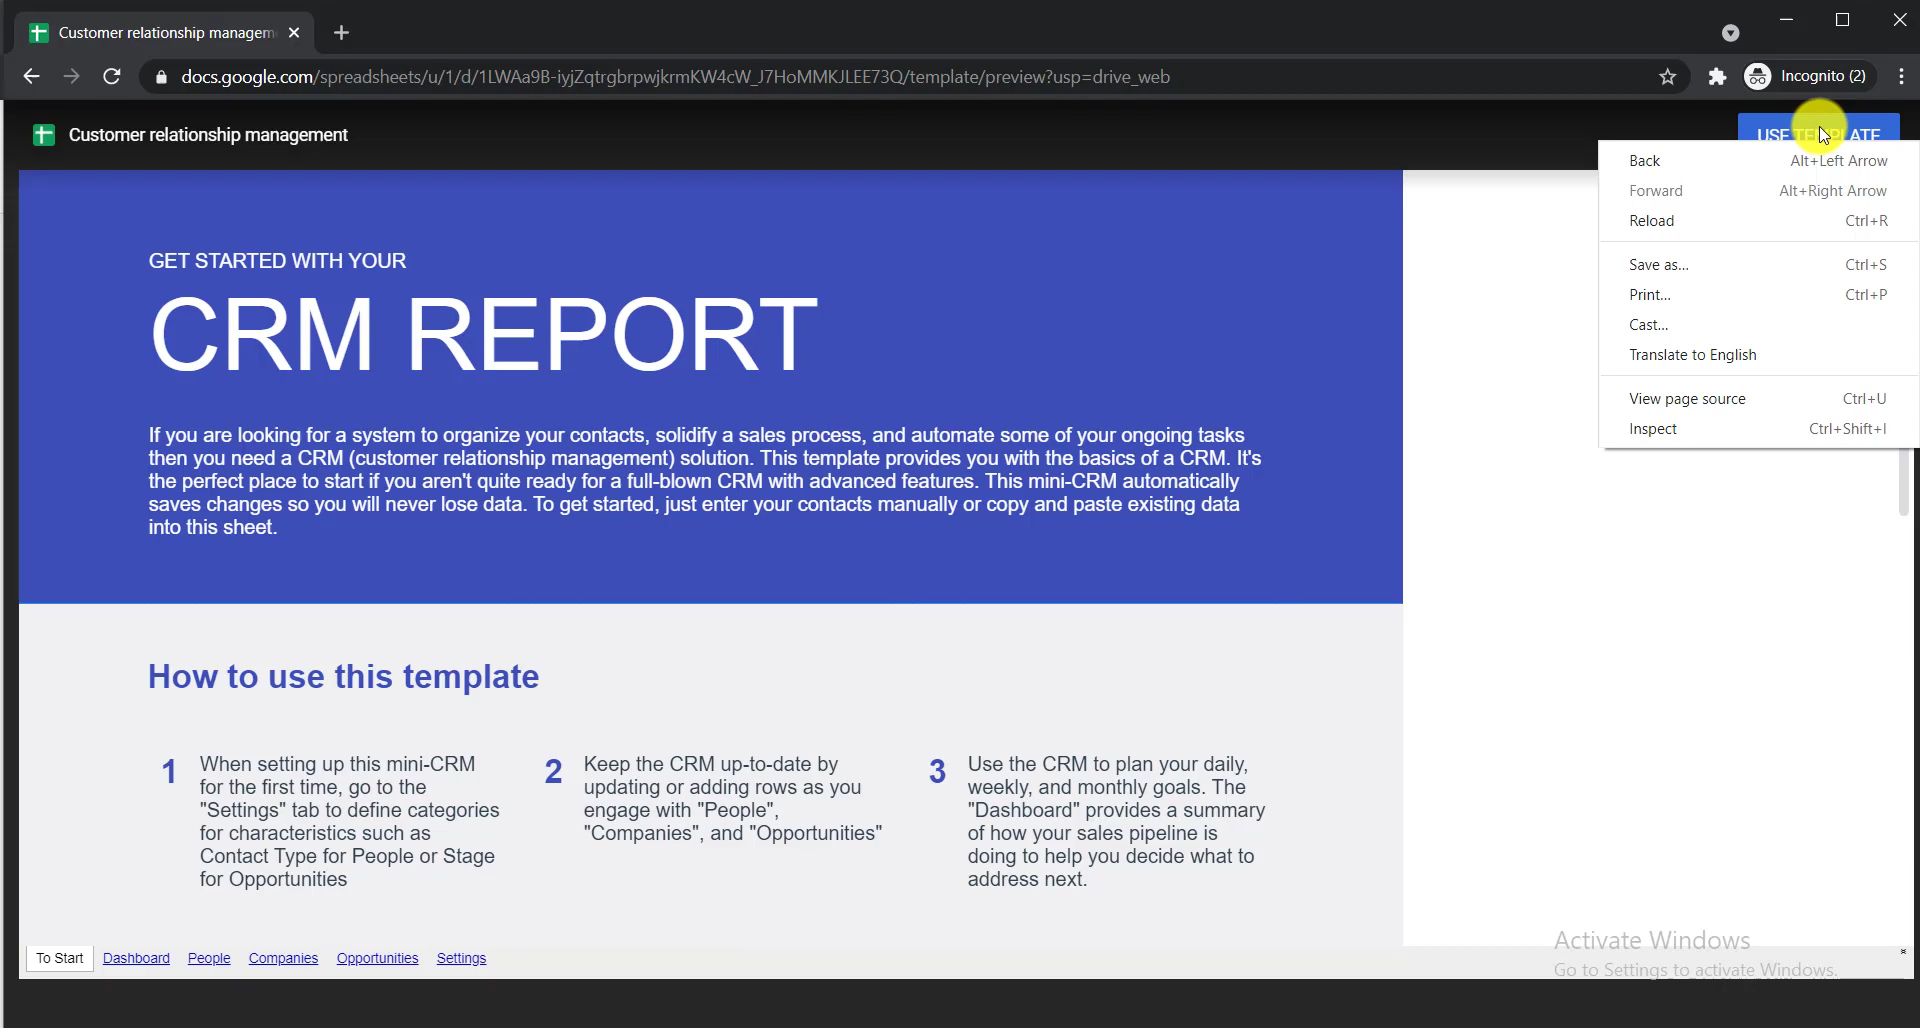 Customer relationship managem
Incognito (2)
docs.google.com/spreadsheets/u/1/d/1LWAa9B-iyjZqtrgbrpwjkrmKW4cW_J7HoMMKJLEE73Q/template/preview?usp=drive_web
Customer relationship management
USE TEMPLATE
Back Alt+Left Arrow
Forward Alt+Right Arrow
Reload Ctrl+R
Save as... Ctrl+S
Print... Ctrl+P
Cast...
Translate to English
View page source Ctrl+U
Inspect Ctrl+Shift+I
GET STARTED WITH YOUR
CRM REPORT
If you are looking for a system to organize your contacts, solidify a sales process, and automate some of your ongoing tasks
then you need a CRM (customer relationship management) solution. This template provides you with the basics of a CRM. It's
the perfect place to start if you aren't quite ready for a full-blown CRM with advanced features. This mini-CRM automatically
saves changes so you will never lose data. To get started, just enter your contacts manually or copy and paste existing data
into this sheet.
How to use this template
1
When setting up this mini-CRM
for the first time, go to the
"Settings" tab to define categories
for characteristics such as
Contact Type for People or Stage
for Opportunities
2
Keep the CRM up-to-date by
updating or adding rows as you
engage with "People",
"Companies", and "Opportunities"
3
Use the CRM to plan your daily,
weekly, and monthly goals. The
"Dashboard" provides a summary
of how your sales pipeline is
doing to help you decide what to
address next.
To Start Dashboard People Companies Opportunities Settings
Activate Windows
Go to Settings to activate Windows.